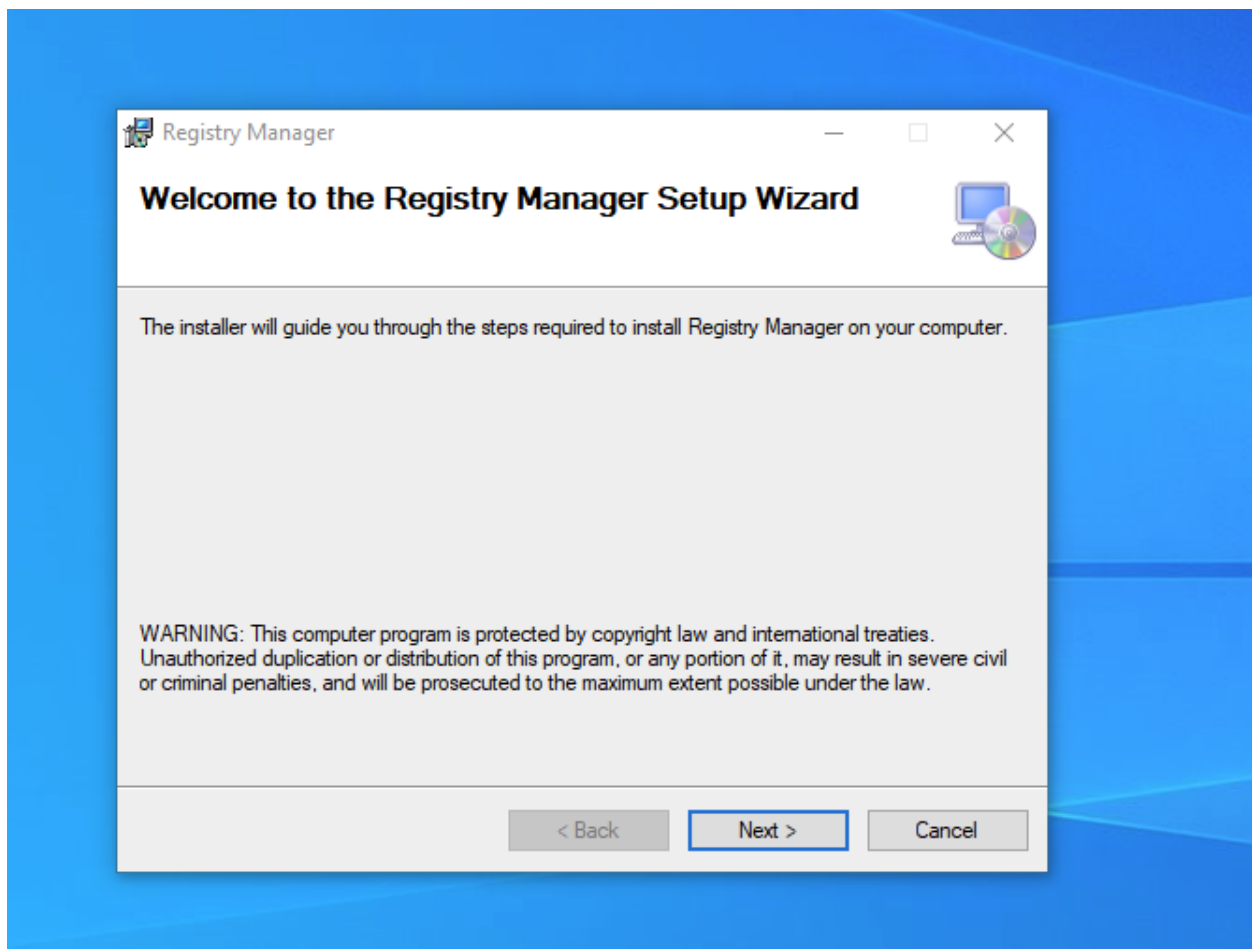 Registry Manager
Welcome to the Registry Manager Setup Wizard
The installer will guide you through the steps required to install Registry Manager on your computer.
WARNING: This computer program is protected by copyright law and international treaties.
Unauthorized duplication or distribution of this program, or any portion of it, may result in severe civil
or criminal penalties, and will be prosecuted to the maximum extent possible under the law.
< Back Next > Cancel